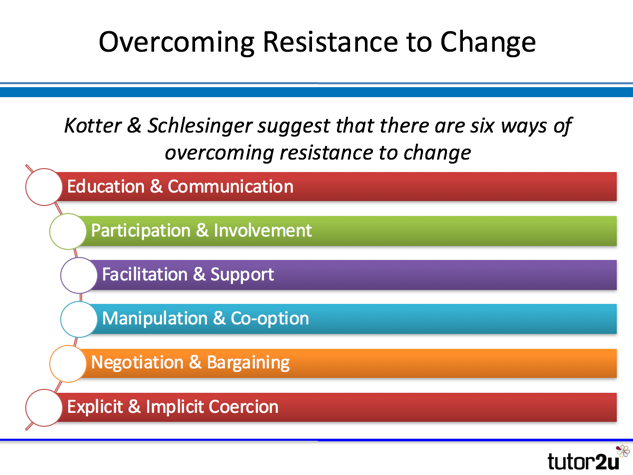 Overcoming Resistance to Change
Kotter & Schlesinger suggest that there are six ways of
overcoming resistance to change
Education & Communication
Participation & Involvement
Facilitation & Support
Manipulation & Co-option
Negotiation & Bargaining
Explicit & Implicit Coercion
tutor2u